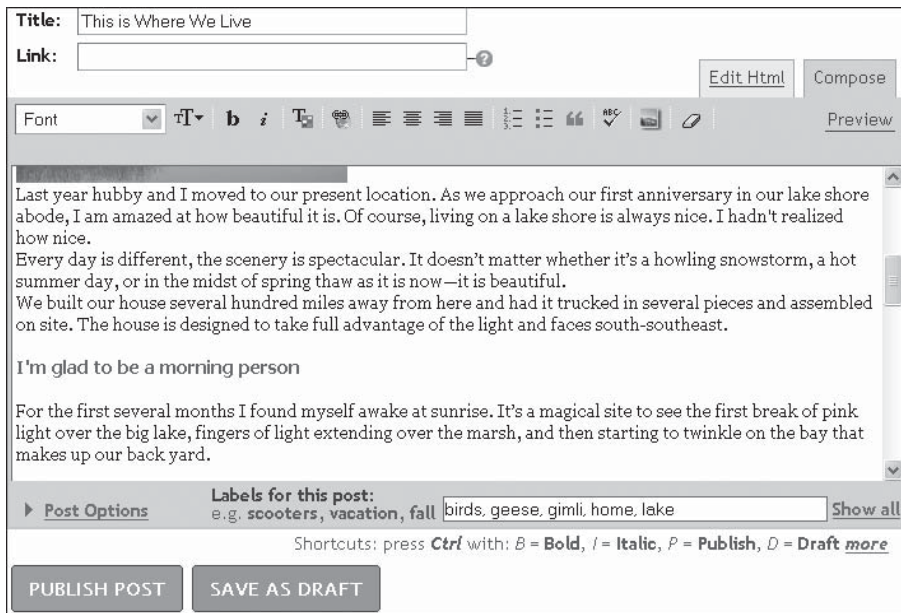 Title: This is Where We Live
Link:
Edit Html Compose
Font Preview
Last year hubby and I moved to our present location. As we approach our first anniversary in our lake shore
abode, I am amazed at how beautiful it is. Of course, living on a lake shore is always nice. I hadn't realized
how nice.
Every day is different, the scenery is spectacular. It doesn't matter whether it's a howling snowstorm, a hot
summer day, or in the midst of spring thaw as it is now—it is beautiful.
We built our house several hundred miles away from here and had it trucked in several pieces and assembled
on site. The house is designed to take full advantage of the light and faces south-southeast.
I'm glad to be a morning person
For the first several months I found myself awake at sunrise. It's a magical site to see the first break of pink
light over the big lake, fingers of light extending over the marsh, and then starting to twinkle on the bay that
makes up our back yard.
Labels for this post:
Post Options e.g. scooters, vacation, fall birds, geese, gimli, home, lake Show all
Shortcuts: press Ctrl with: B = Bold, I = Italic, P = Publish, D = Draft more
PUBLISH POST SAVE AS DRAFT